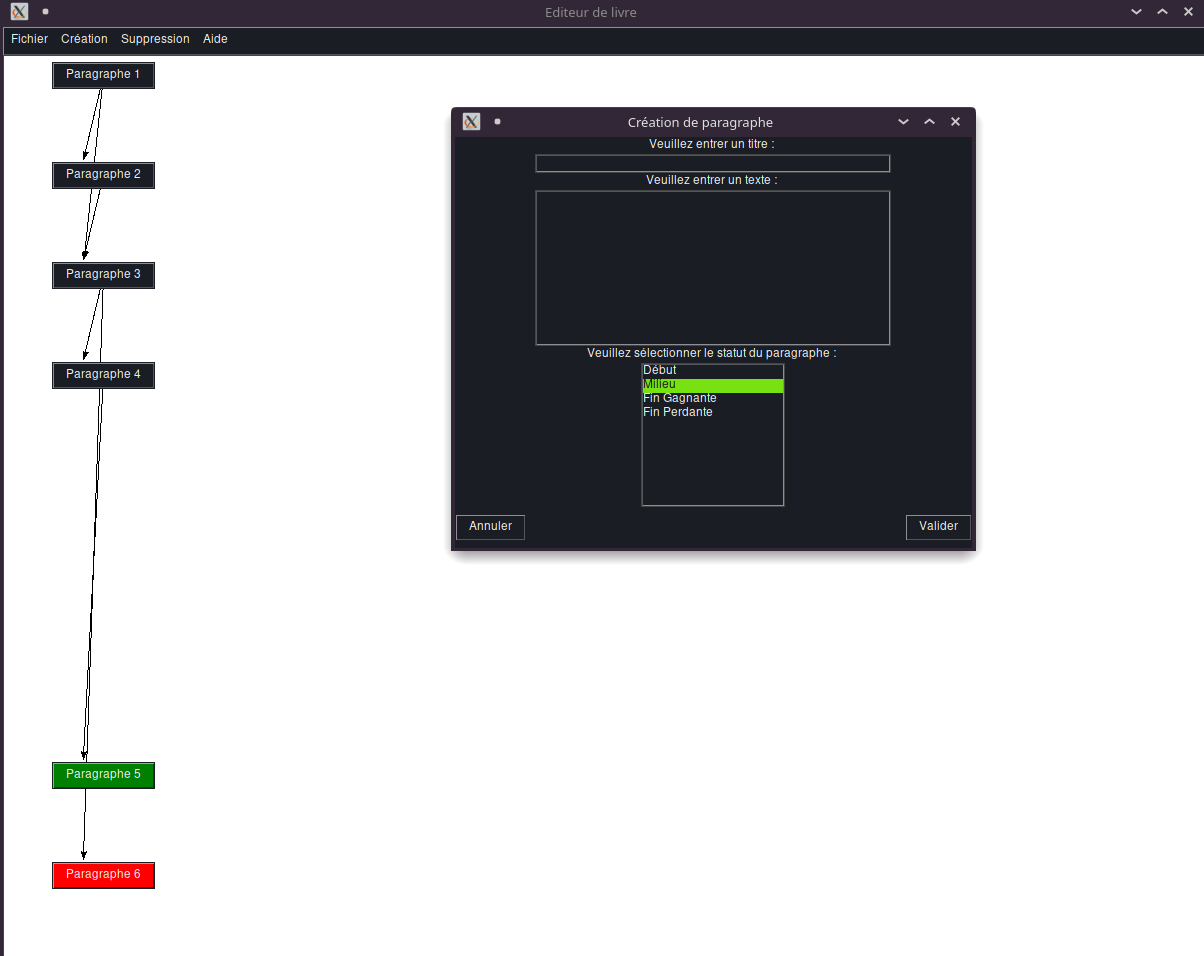 Editeur de livre
Fichier Création Suppression Aide
Paragraphe 1
Paragraphe 2
Paragraphe 3
Paragraphe 4
Paragraphe 5
Paragraphe 6
Création de paragraphe
Veuillez entrer un titre :
Veuillez entrer un texte :
Veuillez sélectionner le statut du paragraphe :
Début
Milieu
Fin Gagnante
Fin Perdante
Annuler Valider